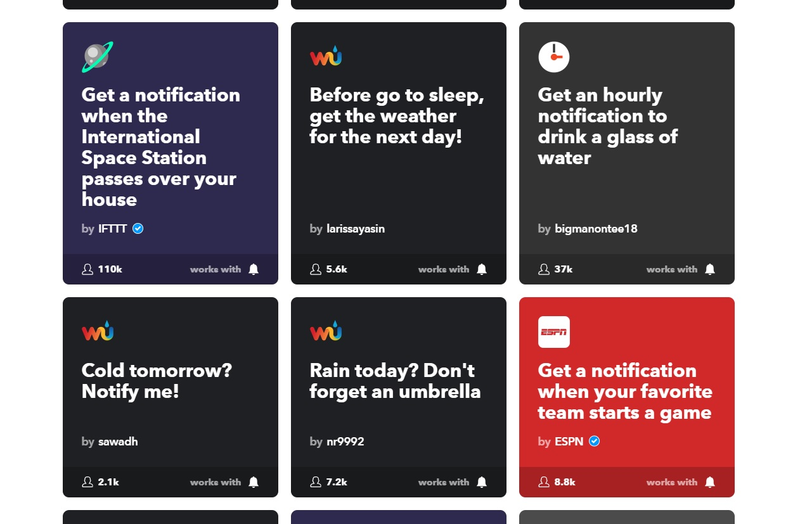 Get a notification
when the
International
Space Station
passes over your
house
by IFTTT
110k
works with
Before go to sleep,
get the weather
for the next day!
by larissayasin
5.6k
works with
Get an hourly
notification to
drink a glass of
water
by bigmanontee18
37k
works with
wu
Cold tomorrow?
Notify me!
by sawadh
2.1k
works with
wu
Rain today? Don't
forget an umbrella
by nr9992
7.2k
works with
ESPN
Get a notification
when your favorite
team starts a game
by ESPN
8.8k
works with